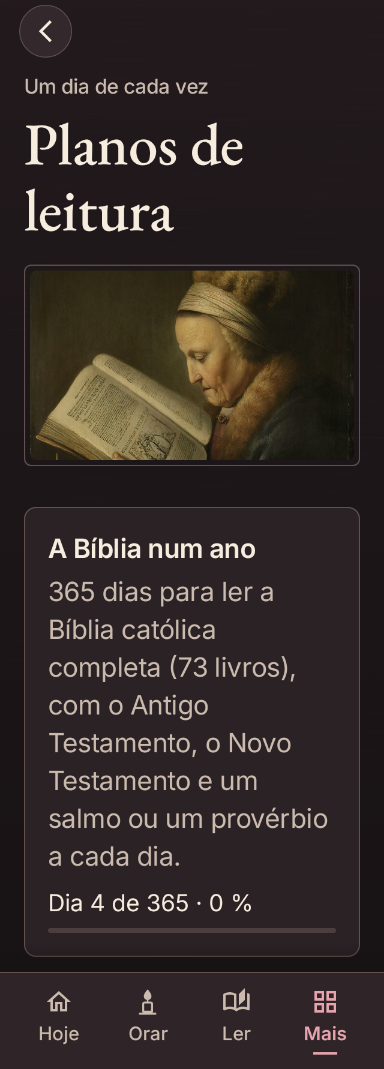 Um dia de cada vez
Planos de
leitura
A Bíblia num ano
365 dias para ler a
Bíblia católica
completa (73 livros),
com o Antigo
Testamento, o Novo
Testamento e um
salmo ou um provérbio
a cada dia.
Dia 4 de 365 · 0 %
Hoje
Orar
Ler
Mais